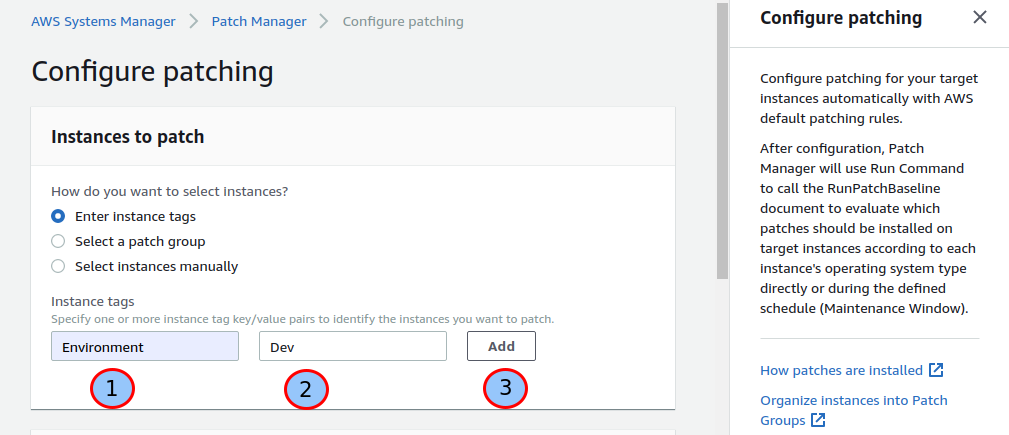 AWS Systems Manager > Patch Manager > Configure patching
Configure patching
Instances to patch
How do you want to select instances?
Enter instance tags
Select a patch group
Select instances manually
Instance tags
Specify one or more instance tag key/value pairs to identify the instances you want to patch.
Environment Dev Add
1 2 3
Configure patching
Configure patching for your target
instances automatically with AWS
default patching rules.
After configuration, Patch
Manager will use Run Command
to call the RunPatchBaseline
document to evaluate which
patches should be installed on
target instances according to each
instance's operating system type
directly or during the defined
schedule (Maintenance Window).
How patches are installed
Organize instances into Patch
Groups